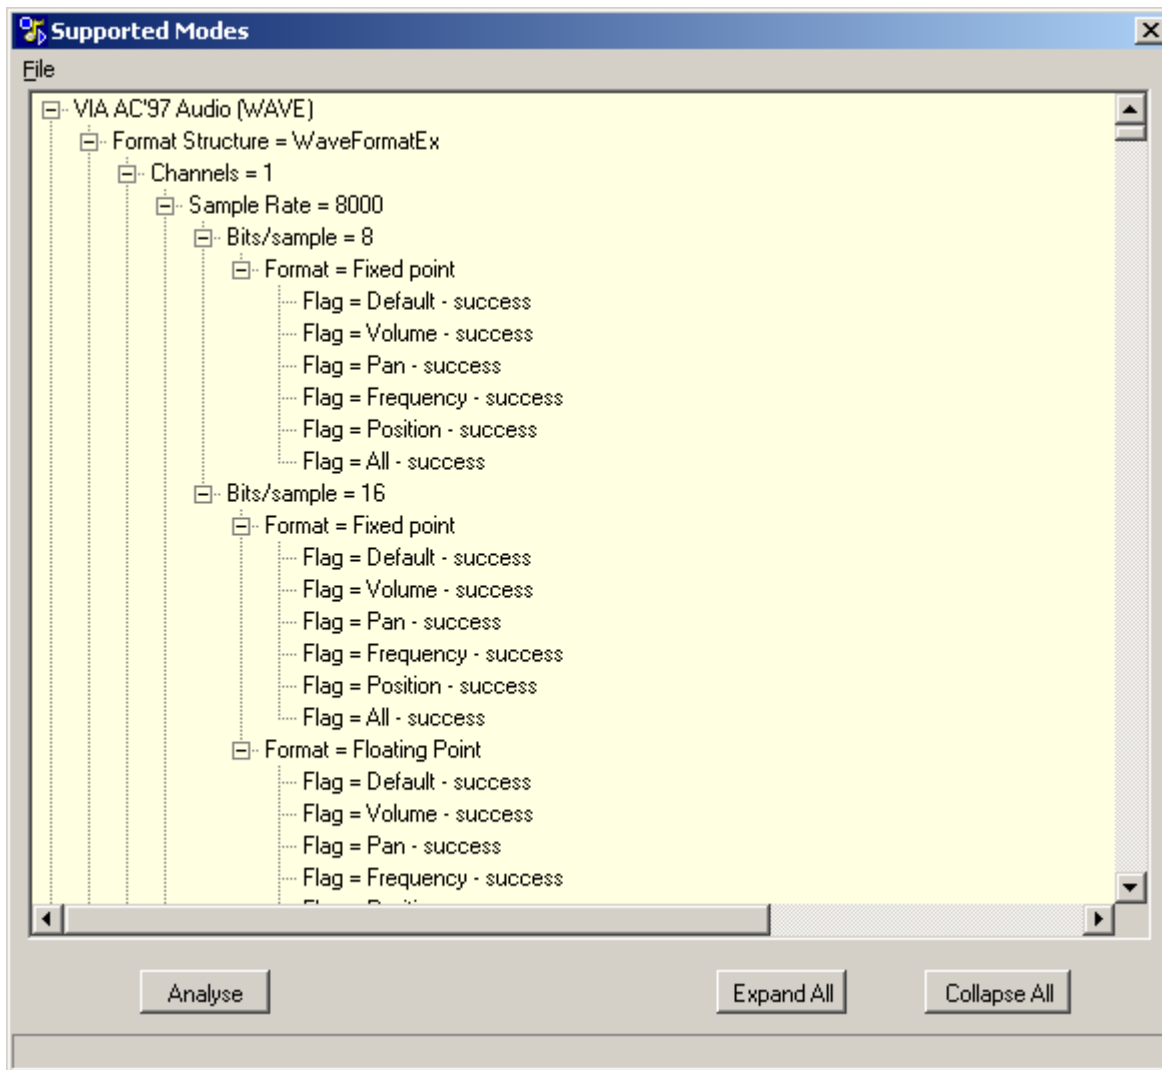 Supported Modes
File
VIA AC'97 Audio (WAVE)
Format Structure = WaveFormatEx
Channels = 1
Sample Rate = 8000
Bits/sample = 8
Format = Fixed point
Flag = Default - success
Flag = Volume - success
Flag = Pan - success
Flag = Frequency - success
Flag = Position - success
Flag = All - success
Bits/sample = 16
Format = Fixed point
Flag = Default - success
Flag = Volume - success
Flag = Pan - success
Flag = Frequency - success
Flag = Position - success
Flag = All - success
Format = Floating Point
Flag = Default - success
Flag = Volume - success
Flag = Pan - success
Flag = Frequency - success
Analyse Expand All Collapse All